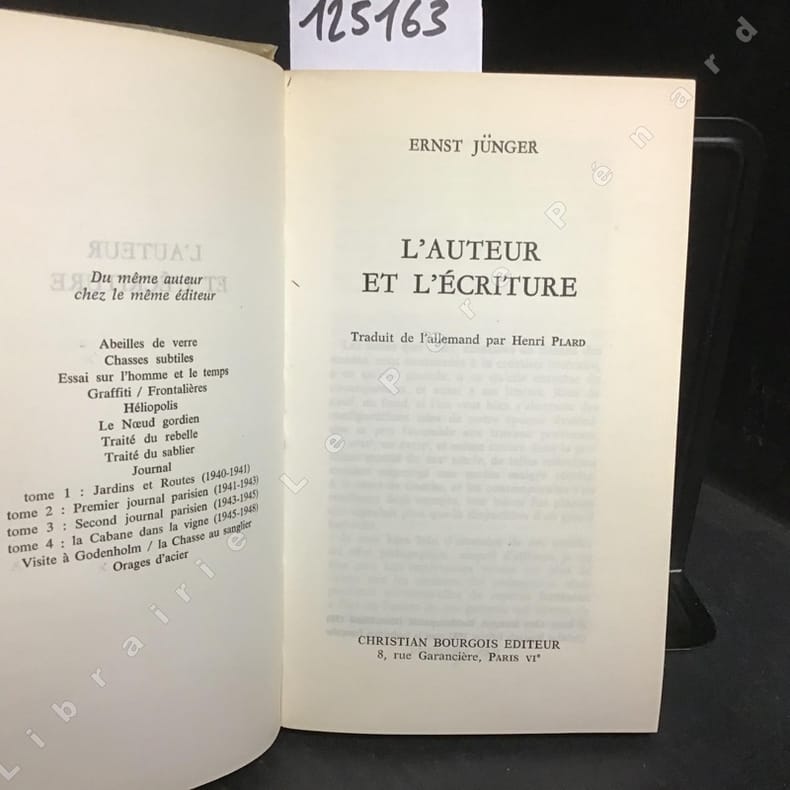 125163
L'AUTEUR
ET L'ÉCRITURE
Du même auteur
chez le même éditeur
Abeilles de verre
Chasses subtiles
Essai sur l'homme et le temps
Graffiti / Frontalières
Héliopolis
Le Nœud gordien
Traité du rebelle
Traité du sablier
Journal
tome 1 : Jardins et Routes (1940-1941)
tome 2 : Premier journal parisien (1941-1943)
tome 3 : Second journal parisien (1943-1945)
tome 4 : la Cabane dans la vigne (1945-1948)
Visite à Godenholm / la Chasse au sanglier
Orages d'acier
ERNST JÜNGER
L'AUTEUR
ET L'ÉCRITURE
Traduit de l'allemand par Henri PLARD
CHRISTIAN BOURGOIS EDITEUR
8, rue Garancière, PARIS VIᵉ
Librairie Le Père Pénard